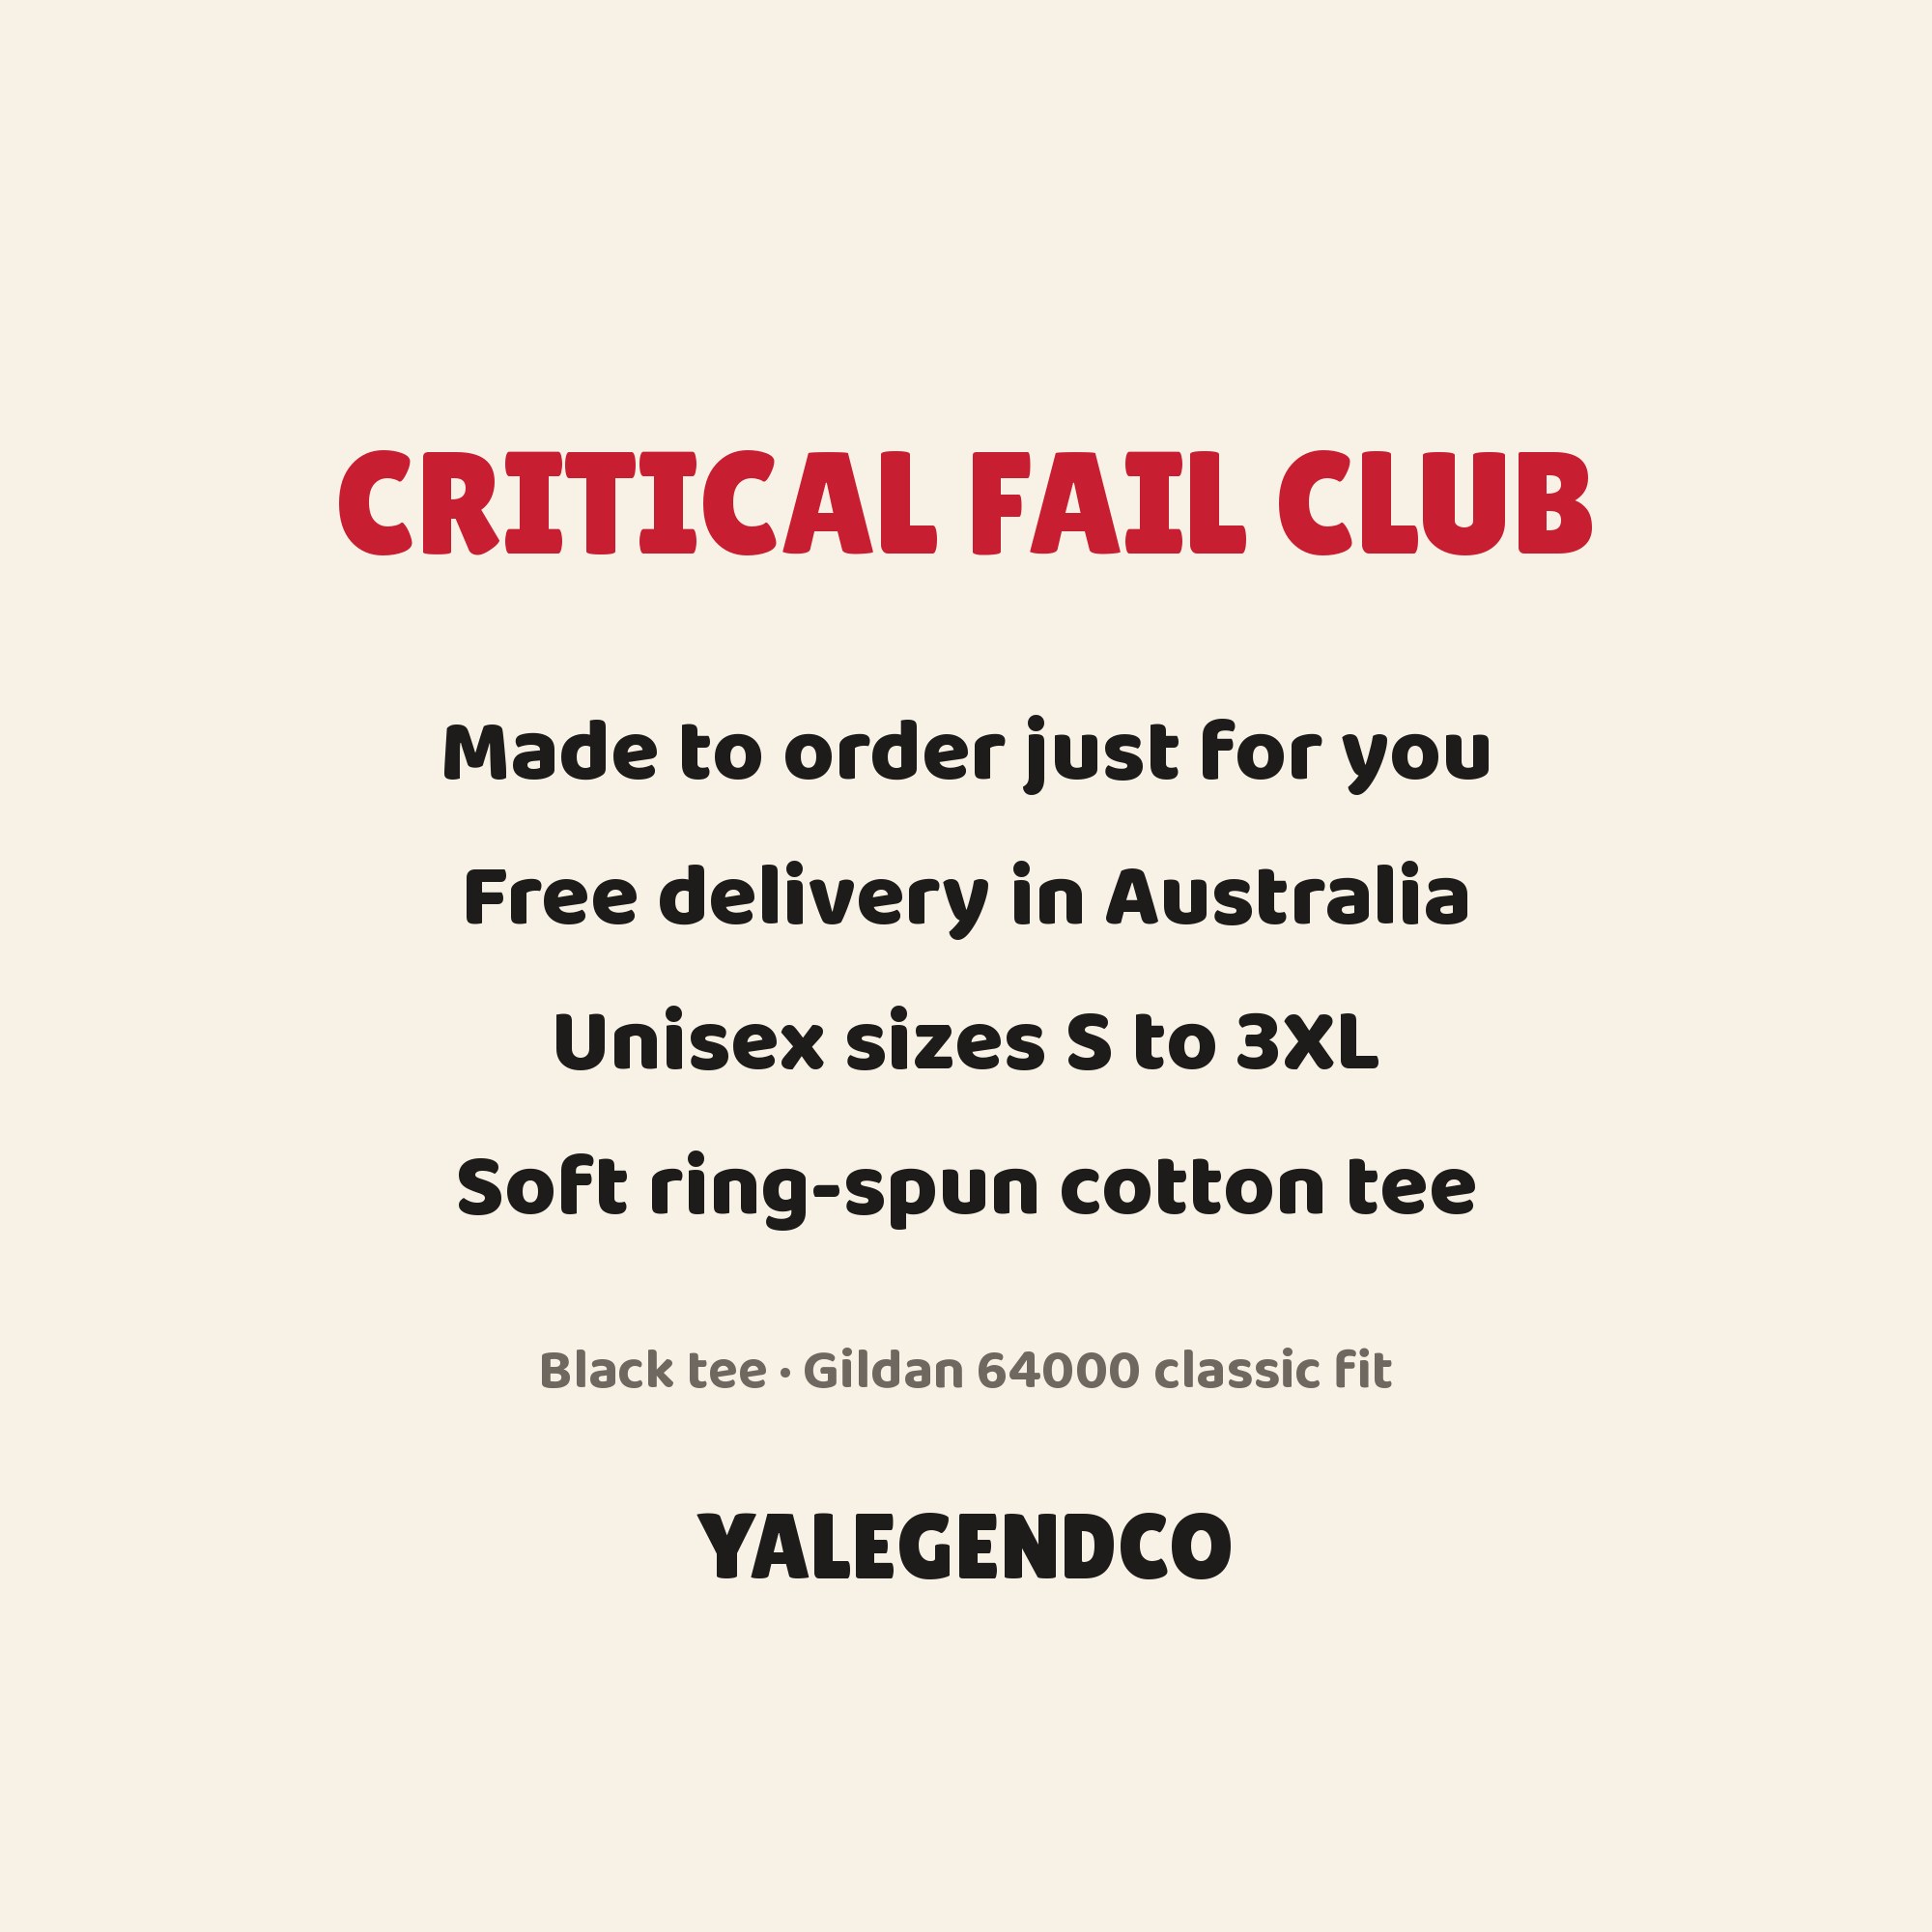 CRITICAL FAIL CLUB
Made to order just for you
Free delivery in Australia
Unisex sizes S to 3XL
Soft ring-spun cotton tee
Black tee • Gildan 64000 classic fit
YALEGENDCO